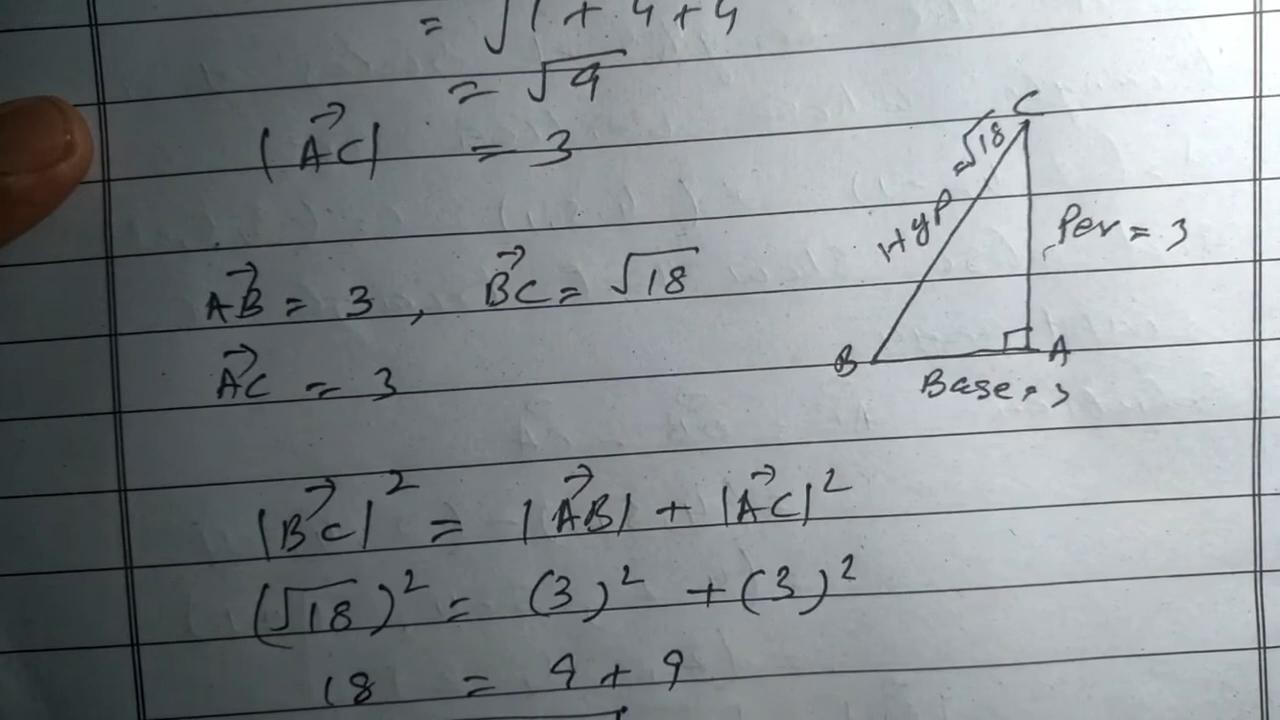 = √1 + 4 + 4
= √9
|AC→| = 3
AB→ = 3, BC→ = √18
AC→ = 3
|BC→|² = |AB→| + |AC→|²
(√18)² = (3)² + (3)²
18 = 9 + 9
C
√18
Hyp
Per = 3
B
A
Base = 3